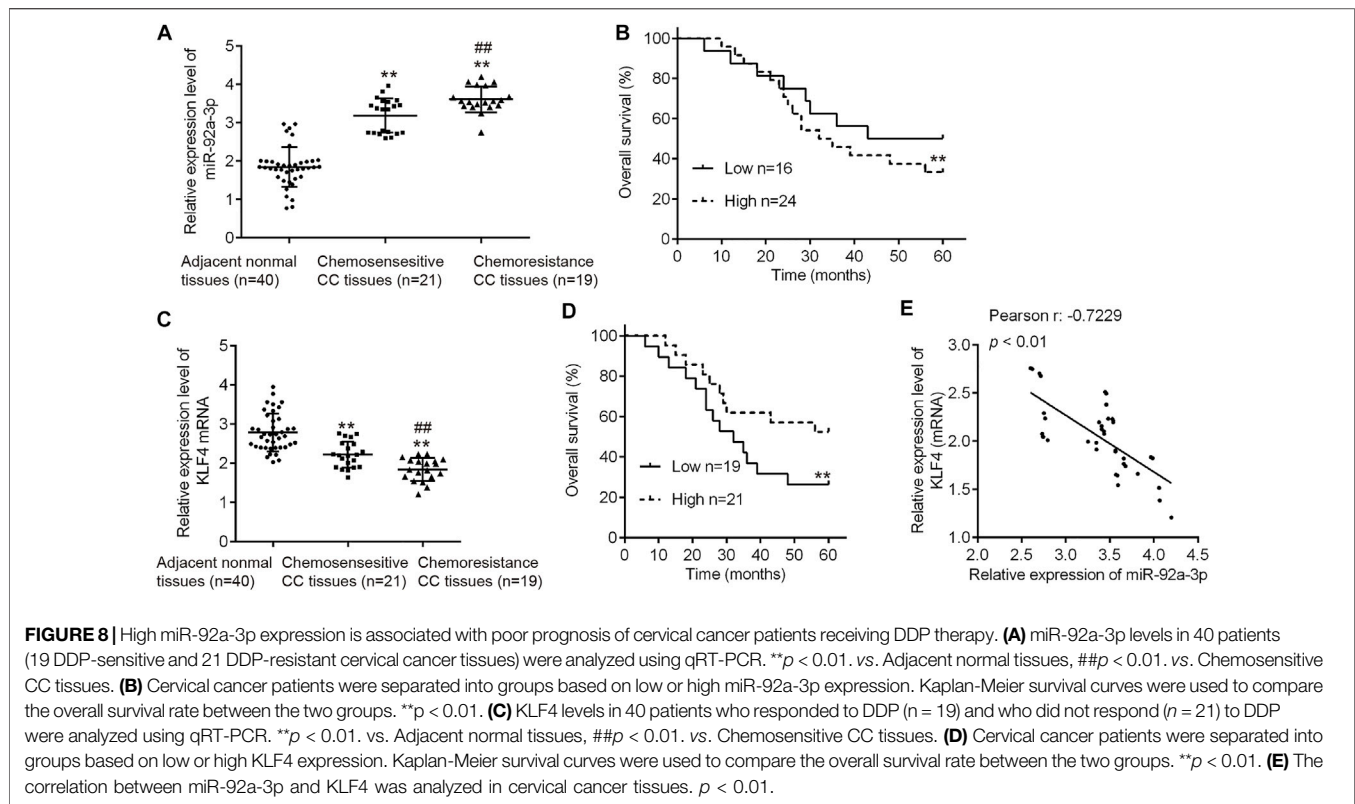 A
Relative expression level of
miR-92a-3p
5
4
3
2
1
0
**
##
**
Adjacent nonmal
tissues (n=40)
Chemosensesitive
CC tissues (n=21)
Chemoresistance
CC tissues (n=19)
B
Overall survival (%)
100
80
60
40
20
0
**
Low n=16
High n=24
0 10 20 30 40 50 60
Time (months)
C
Relative expression level of
KLF4 mRNA
5
4
3
2
1
0
**
##
**
Adjacent nonmal
tissues (n=40)
Chemosensesitive
CC tissues (n=21)
Chemoresistance
CC tissues (n=19)
D
Overall survival (%)
100
80
60
40
20
0
**
Low n=19
High n=21
0 10 20 30 40 50 60
Time (months)
E
Pearson r: -0.7229
p < 0.01
Relative expression level of
KLF4 (mRNA)
3.0
2.5
2.0
1.5
1.0
2.0 2.5 3.0 3.5 4.0 4.5
Relative expression of miR-92a-3p
FIGURE 8 | High miR-92a-3p expression is associated with poor prognosis of cervical cancer patients receiving DDP therapy. (A) miR-92a-3p levels in 40 patients
(19 DDP-sensitive and 21 DDP-resistant cervical cancer tissues) were analyzed using qRT-PCR. **p < 0.01. vs. Adjacent normal tissues, ##p < 0.01. vs. Chemosensitive
CC tissues. (B) Cervical cancer patients were separated into groups based on low or high miR-92a-3p expression. Kaplan-Meier survival curves were used to compare
the overall survival rate between the two groups. **p < 0.01. (C) KLF4 levels in 40 patients who responded to DDP (n = 19) and who did not respond (n = 21) to DDP
were analyzed using qRT-PCR. **p < 0.01. vs. Adjacent normal tissues, ##p < 0.01. vs. Chemosensitive CC tissues. (D) Cervical cancer patients were separated into
groups based on low or high KLF4 expression. Kaplan-Meier survival curves were used to compare the overall survival rate between the two groups. **p < 0.01. (E) The
correlation between miR-92a-3p and KLF4 was analyzed in cervical cancer tissues. p < 0.01.